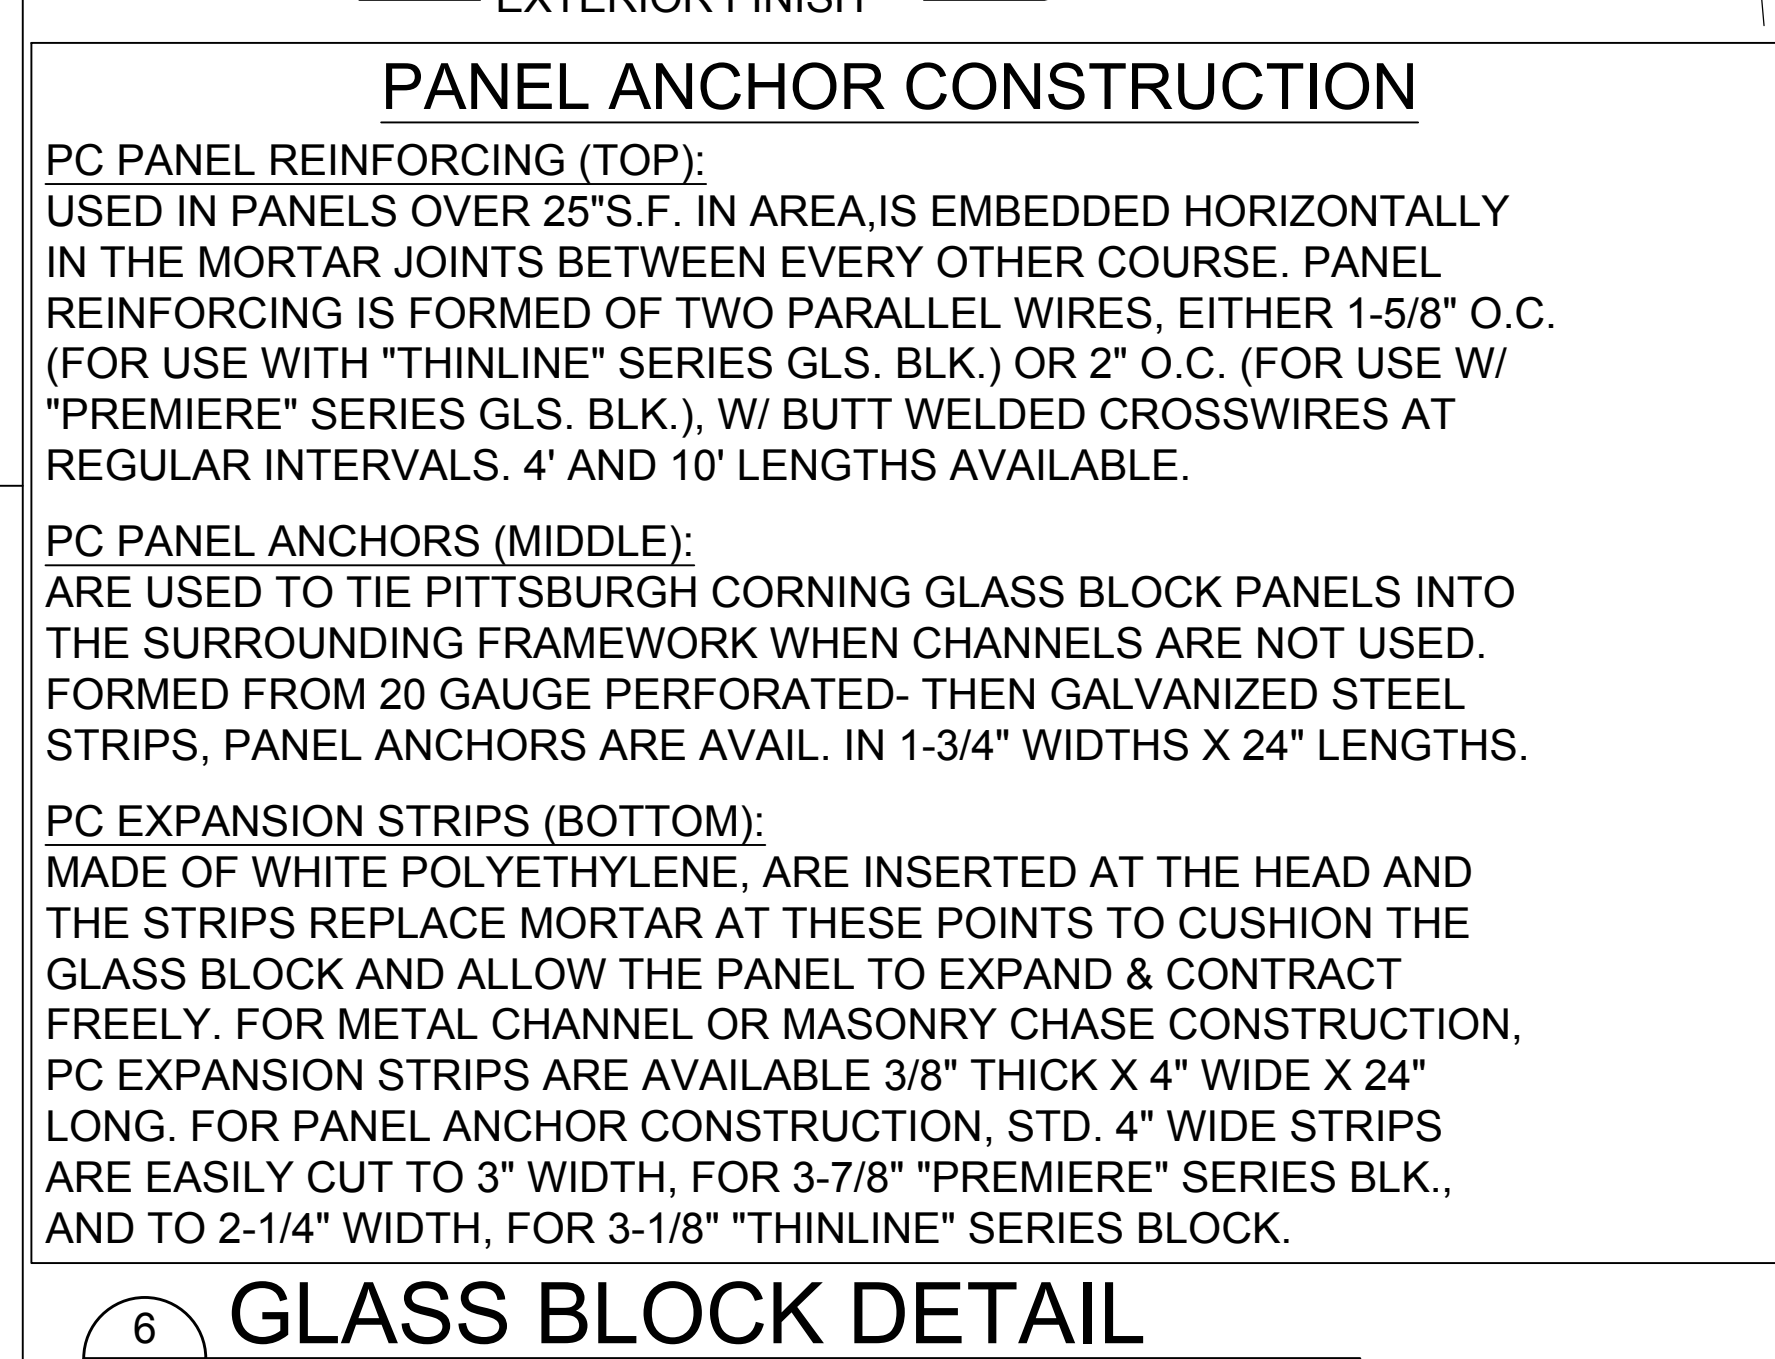 EXTERIOR FINISH
PANEL ANCHOR CONSTRUCTION
PC PANEL REINFORCING (TOP):
USED IN PANELS OVER 25"S.F. IN AREA,IS EMBEDDED HORIZONTALLY
IN THE MORTAR JOINTS BETWEEN EVERY OTHER COURSE. PANEL
REINFORCING IS FORMED OF TWO PARALLEL WIRES, EITHER 1-5/8" O.C.
(FOR USE WITH "THINLINE" SERIES GLS. BLK.) OR 2" O.C. (FOR USE W/
"PREMIERE" SERIES GLS. BLK.), W/ BUTT WELDED CROSSWIRES AT
REGULAR INTERVALS. 4' AND 10' LENGTHS AVAILABLE.
PC PANEL ANCHORS (MIDDLE):
ARE USED TO TIE PITTSBURGH CORNING GLASS BLOCK PANELS INTO
THE SURROUNDING FRAMEWORK WHEN CHANNELS ARE NOT USED.
FORMED FROM 20 GAUGE PERFORATED- THEN GALVANIZED STEEL
STRIPS, PANEL ANCHORS ARE AVAIL. IN 1-3/4" WIDTHS X 24" LENGTHS.
PC EXPANSION STRIPS (BOTTOM):
MADE OF WHITE POLYETHYLENE, ARE INSERTED AT THE HEAD AND
THE STRIPS REPLACE MORTAR AT THESE POINTS TO CUSHION THE
GLASS BLOCK AND ALLOW THE PANEL TO EXPAND & CONTRACT
FREELY. FOR METAL CHANNEL OR MASONRY CHASE CONSTRUCTION,
PC EXPANSION STRIPS ARE AVAILABLE 3/8" THICK X 4" WIDE X 24"
LONG. FOR PANEL ANCHOR CONSTRUCTION, STD. 4" WIDE STRIPS
ARE EASILY CUT TO 3" WIDTH, FOR 3-7/8" "PREMIERE" SERIES BLK.,
AND TO 2-1/4" WIDTH, FOR 3-1/8" "THINLINE" SERIES BLOCK.
6 GLASS BLOCK DETAIL